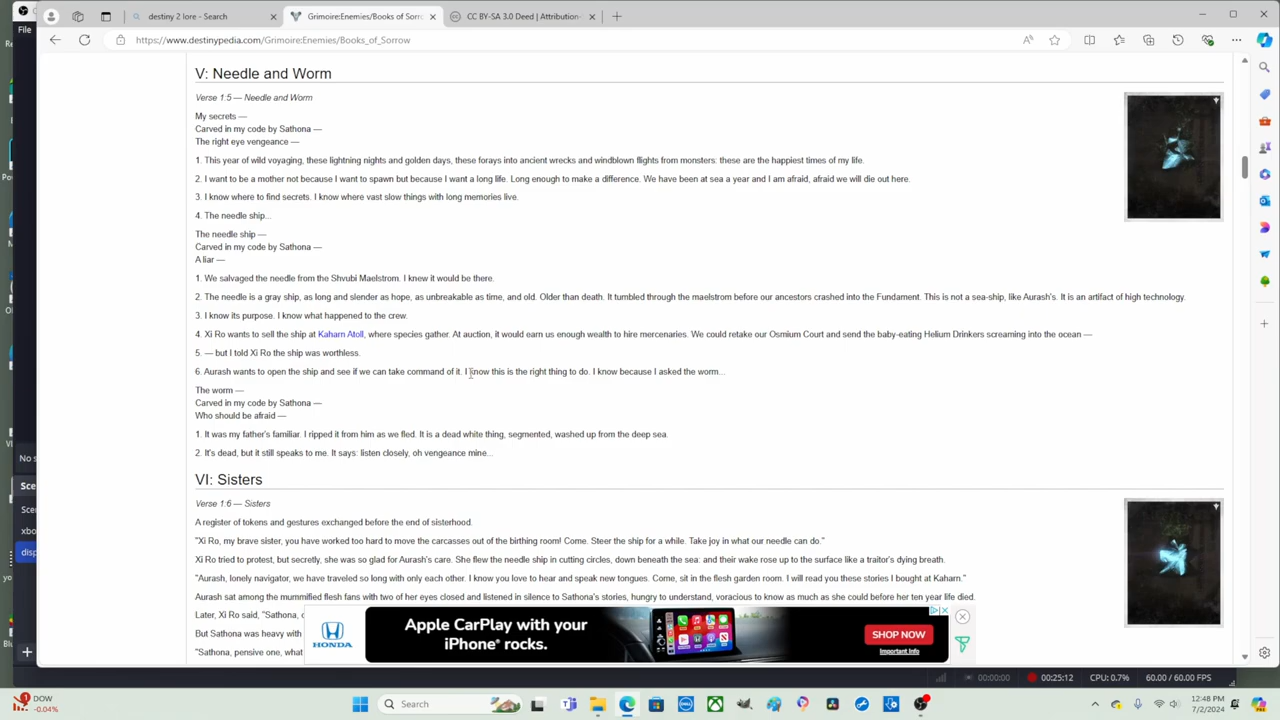 File
destiny 2 lore - Search
Grimoire:Enemies/Books of Sorr
CC BY-SA 3.0 Deed | Attribution-
https://www.destinypedia.com/Grimoire:Enemies/Books_of_Sorrow
V: Needle and Worm
Verse 1:5 — Needle and Worm
My secrets —
Carved in my code by Sathona —
The right eye vengeance —
1. This year of wild voyaging, these lightning nights and golden days, these forays into ancient wrecks and windblown flights from monsters: these are the happiest times of my life.
2. I want to be a mother not because I want to spawn but because I want a long life. Long enough to make a difference. We have been at sea a year and I am afraid, afraid we will die out here.
3. I know where to find secrets. I know where vast slow things with long memories live.
4. The needle ship...
The needle ship —
Carved in my code by Sathona —
A liar —
1. We salvaged the needle from the Shvubi Maelstrom. I knew it would be there.
2. The needle is a gray ship, as long and slender as hope, as unbreakable as time, and old. Older than death. It tumbled through the maelstrom before our ancestors crashed into the Fundament. This is not a sea-ship, like Aurash's. It is an artifact of high technology.
3. I know its purpose. I know what happened to the crew.
4. Xi Ro wants to sell the ship at Kaharn Atoll, where species gather. At auction, it would earn us enough wealth to hire mercenaries. We could retake our Osmium Court and send the baby-eating Helium Drinkers screaming into the ocean —
5. — but I told Xi Ro the ship was worthless.
6. Aurash wants to open the ship and see if we can take command of it. I know this is the right thing to do. I know because I asked the worm...
The worm —
Carved in my code by Sathona —
Who should be afraid —
1. It was my father's familiar. I ripped it from him as we fled. It is a dead white thing, segmented, washed up from the deep sea.
2. It's dead, but it still speaks to me. It says: listen closely, oh vengeance mine...
VI: Sisters
Verse 1:6 — Sisters
A register of tokens and gestures exchanged before the end of sisterhood.
"Xi Ro, my brave sister, you have worked too hard to move the carcasses out of the birthing room! Come. Steer the ship for a while. Take joy in what our needle can do."
Xi Ro tried to protest, but secretly, she was so glad for Aurash's care. She flew the needle ship in cutting circles, down beneath the sea: and their wake rose up to the surface like a traitor's dying breath.
"Aurash, lonely navigator, we have traveled so long with only each other. I know you love to hear and speak new tongues. Come, sit in the flesh garden room. I will read you these stories I bought at Kaharn."
Aurash sat among the mummified flesh fans with two of her eyes closed and listened in silence to Sathona's stories, hungry to understand, voracious to know as much as she could before her ten year life died.
Later, Xi Ro said, "Sathona,
But Sathona was heavy with
"Sathona, pensive one, what
HONDA
Apple CarPlay with your
iPhone® rocks.
SHOP NOW
Important Info
No s
Sce
Scen
xbo
disp
00:00:00
00:25:12
CPU: 0.7%
60.00 / 60.00 FPS
DOW
-0.04%
Search
12:48 PM
7/2/2024